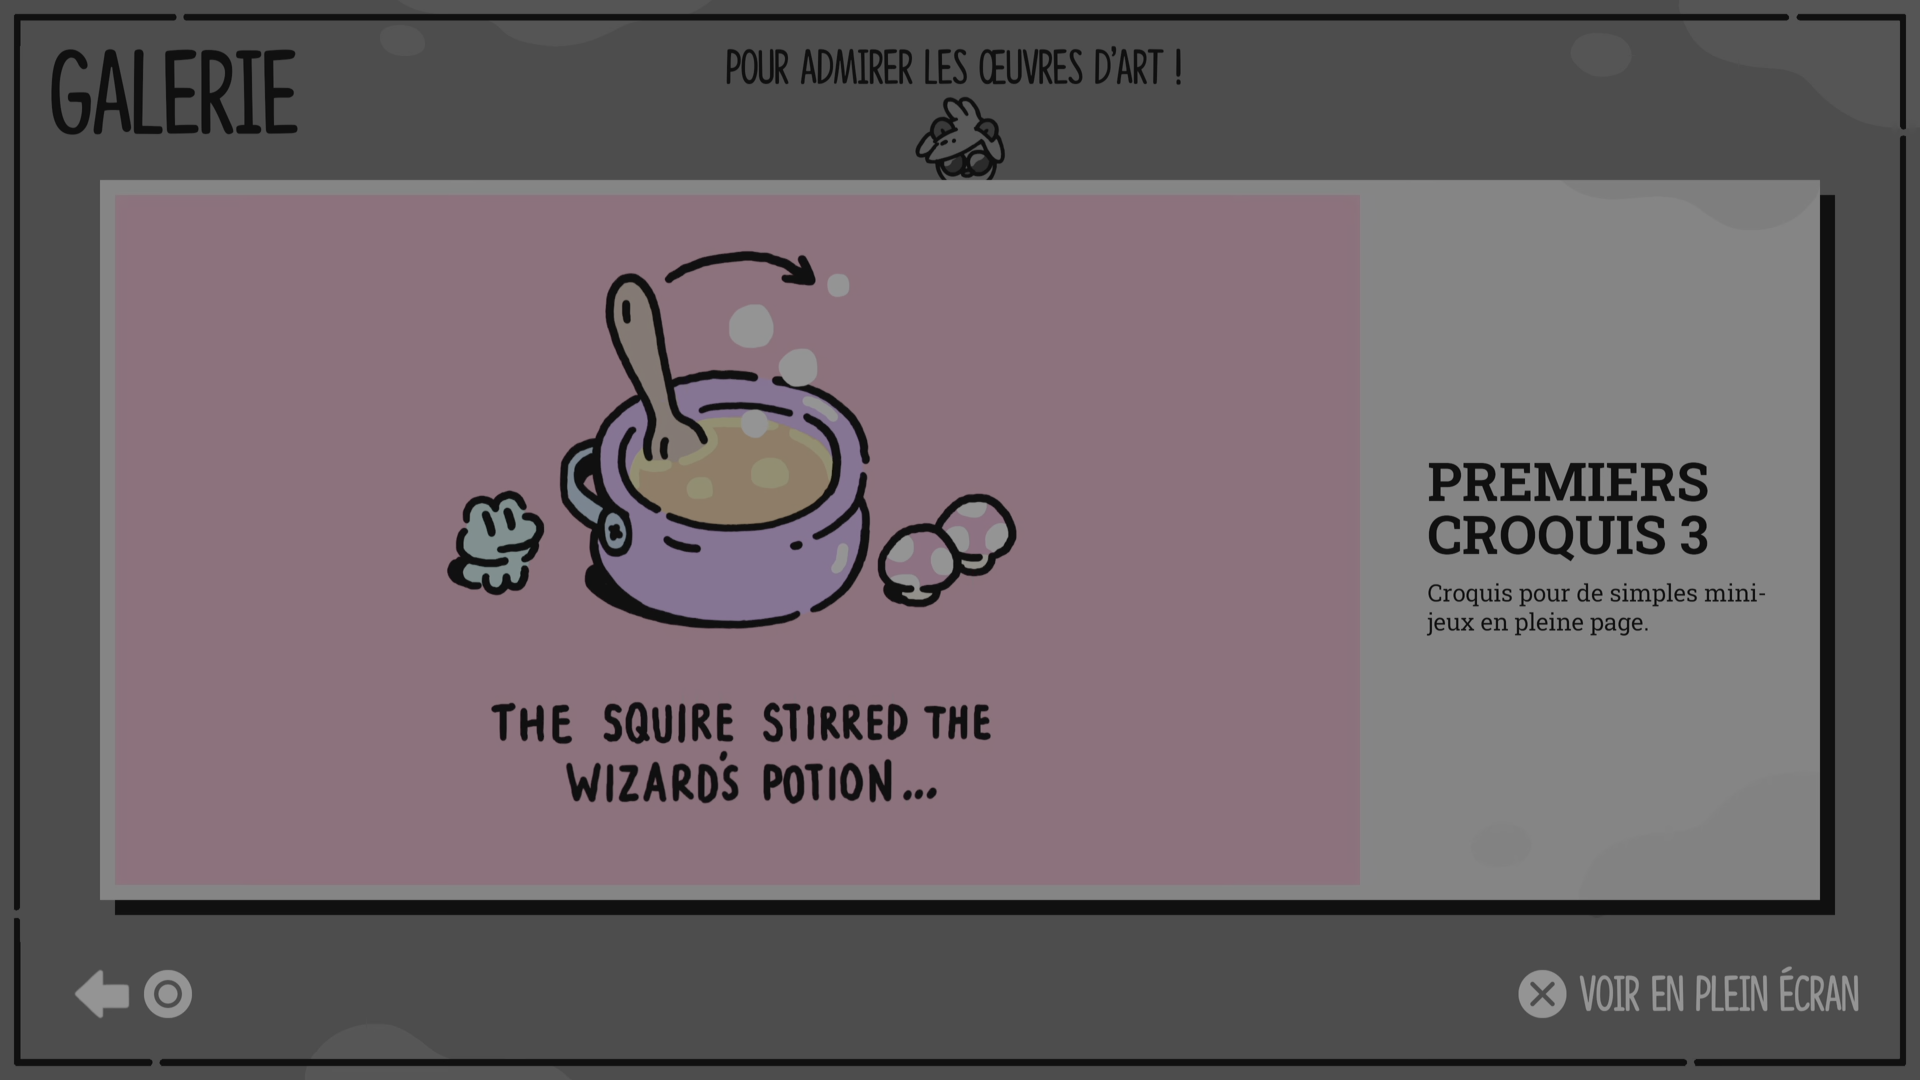 GALERIE
POUR ADMIRER LES ŒUVRES D'ART !
THE SQUIRE STIRRED THE
WIZARD'S POTION...
PREMIERS
CROQUIS 3
Croquis pour de simples mini-
jeux en pleine page.
VOIR EN PLEIN ÉCRAN